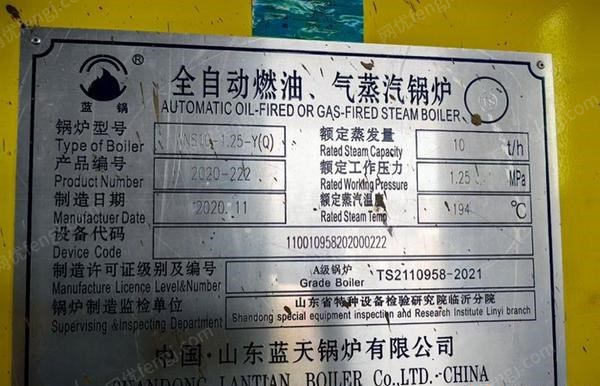 全自动燃油、气蒸汽锅炉
AUTOMATIC OIL-FIRED OR GAS-FIRED STEAM BOILER
蓝锅 ®
锅炉型号 额定蒸发量
Type of Boiler WNS10-1.25-Y(Q) Rated Steam Capacity 10 t/h
产品编号 额定工作压力
Product Number 2020-222 Rated Working Pressure 1.25 MPa
制造日期 额定蒸汽温度
Manufactuer Date 2020.11 Rated Steam Temp 194 ℃
设备代码
Device Code 110010958202000222
制造许可证级别及编号 A级锅炉
Manufacture Licence Level&Number Grade Boiler TS2110958-2021
锅炉制造监检单位 山东省特种设备检验研究院临沂分院
Supervising &Inspecting Department Shandong special equipment inspection and Research Institute Linyi branch
中国·山东蓝天锅炉有限公司
SHANDONG LANTIAN BOILER Co.LTD.-CHINA